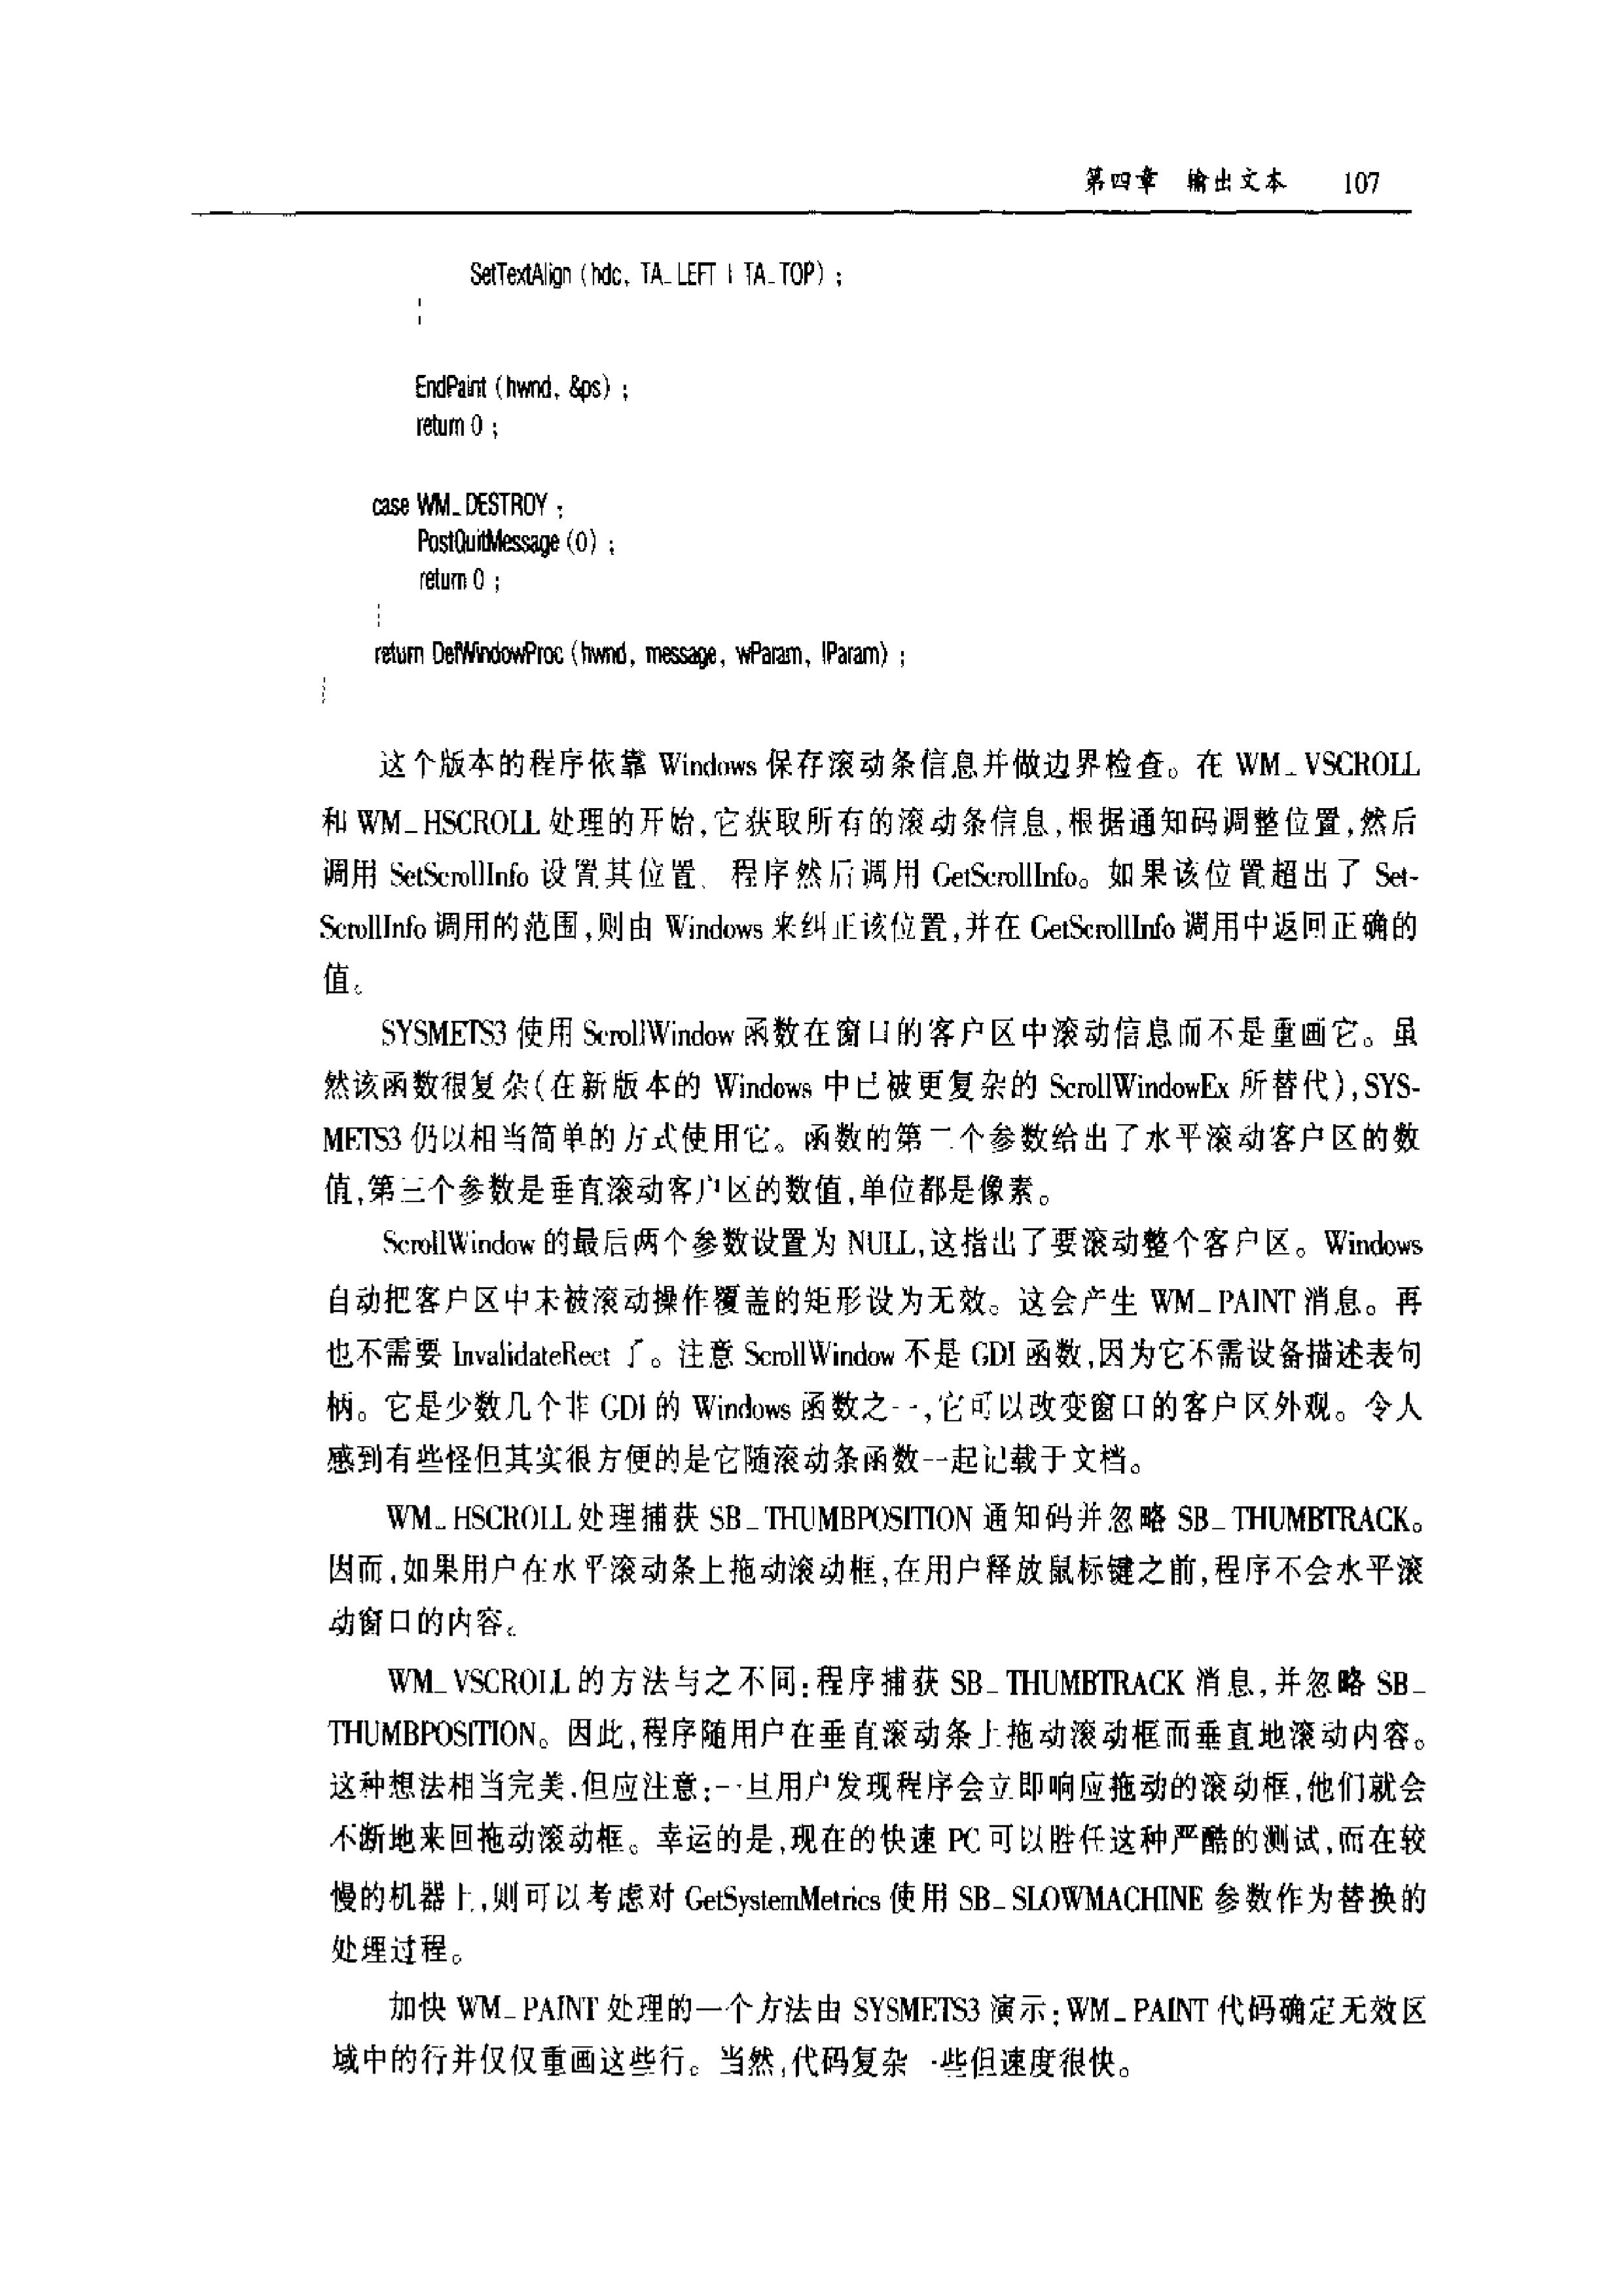 第四章 输出文本 107
SetTextAlign (hdc, TA_LEFT | TA_TOP) ;
}
EndPaint (hwnd, &ps) ;
return 0 ;
case WM_DESTROY :
PostQuitMessage (0) ;
return 0 ;
}
return DefWindowProc (hwnd, message, wParam, lParam) ;
}
这个版本的程序依靠 Windows 保存滚动条信息并做边界检查。在 WM_VSCROLL
和 WM_HSCROLL 处理的开始,它获取所有的滚动条信息,根据通知码调整位置,然后
调用 SetScrollInfo 设置其位置。程序然后调用 GetScrollInfo。如果该位置超出了 Set-
ScrollInfo 调用的范围,则由 Windows 来纠正该位置,并在 GetScrollInfo 调用中返回正确的
值。
SYSMETS3 使用 ScrollWindow 函数在窗口的客户区中滚动信息而不是重画它。虽
然该函数很复杂(在新版本的 Windows 中已被更复杂的 ScrollWindowEx 所替代),SYS-
METS3 仍以相当简单的方式使用它。函数的第二个参数给出了水平滚动客户区的数
值,第三个参数是垂直滚动客户区的数值,单位都是像素。
ScrollWindow 的最后两个参数设置为 NULL,这指出了要滚动整个客户区。Windows
自动把客户区中未被滚动操作覆盖的矩形设为无效。这会产生 WM_PAINT 消息。再
也不需要 InvalidateRect 了。注意 ScrollWindow 不是 GDI 函数,因为它不需设备描述表句
柄。它是少数几个非 GDI 的 Windows 函数之一,它可以改变窗口的客户区外观。令人
感到有些怪但其实很方便的是它随滚动条函数一起记载于文档。
WM_HSCROLL 处理捕获 SB_THUMBPOSITION 通知码并忽略 SB_THUMBTRACK。
因而,如果用户在水平滚动条上拖动滚动框,在用户释放鼠标键之前,程序不会水平滚
动窗口的内容。
WM_VSCROLL 的方法与之不同:程序捕获 SB_THUMBTRACK 消息,并忽略 SB_
THUMBPOSITION。因此,程序随用户在垂直滚动条上拖动滚动框而垂直地滚动内容。
这种想法相当完美,但应注意:一旦用户发现程序会立即响应拖动的滚动框,他们就会
不断地来回拖动滚动框。幸运的是,现在的快速 PC 可以胜任这种严酷的测试,而在较
慢的机器上,则可以考虑对 GetSystemMetrics 使用 SB_SLOWMACHINE 参数作为替换的
处理过程。
加快 WM_PAINT 处理的一个方法由 SYSMETS3 演示:WM_PAINT 代码确定无效区
域中的行并仅仅重画这些行。当然,代码复杂一些但速度很快。